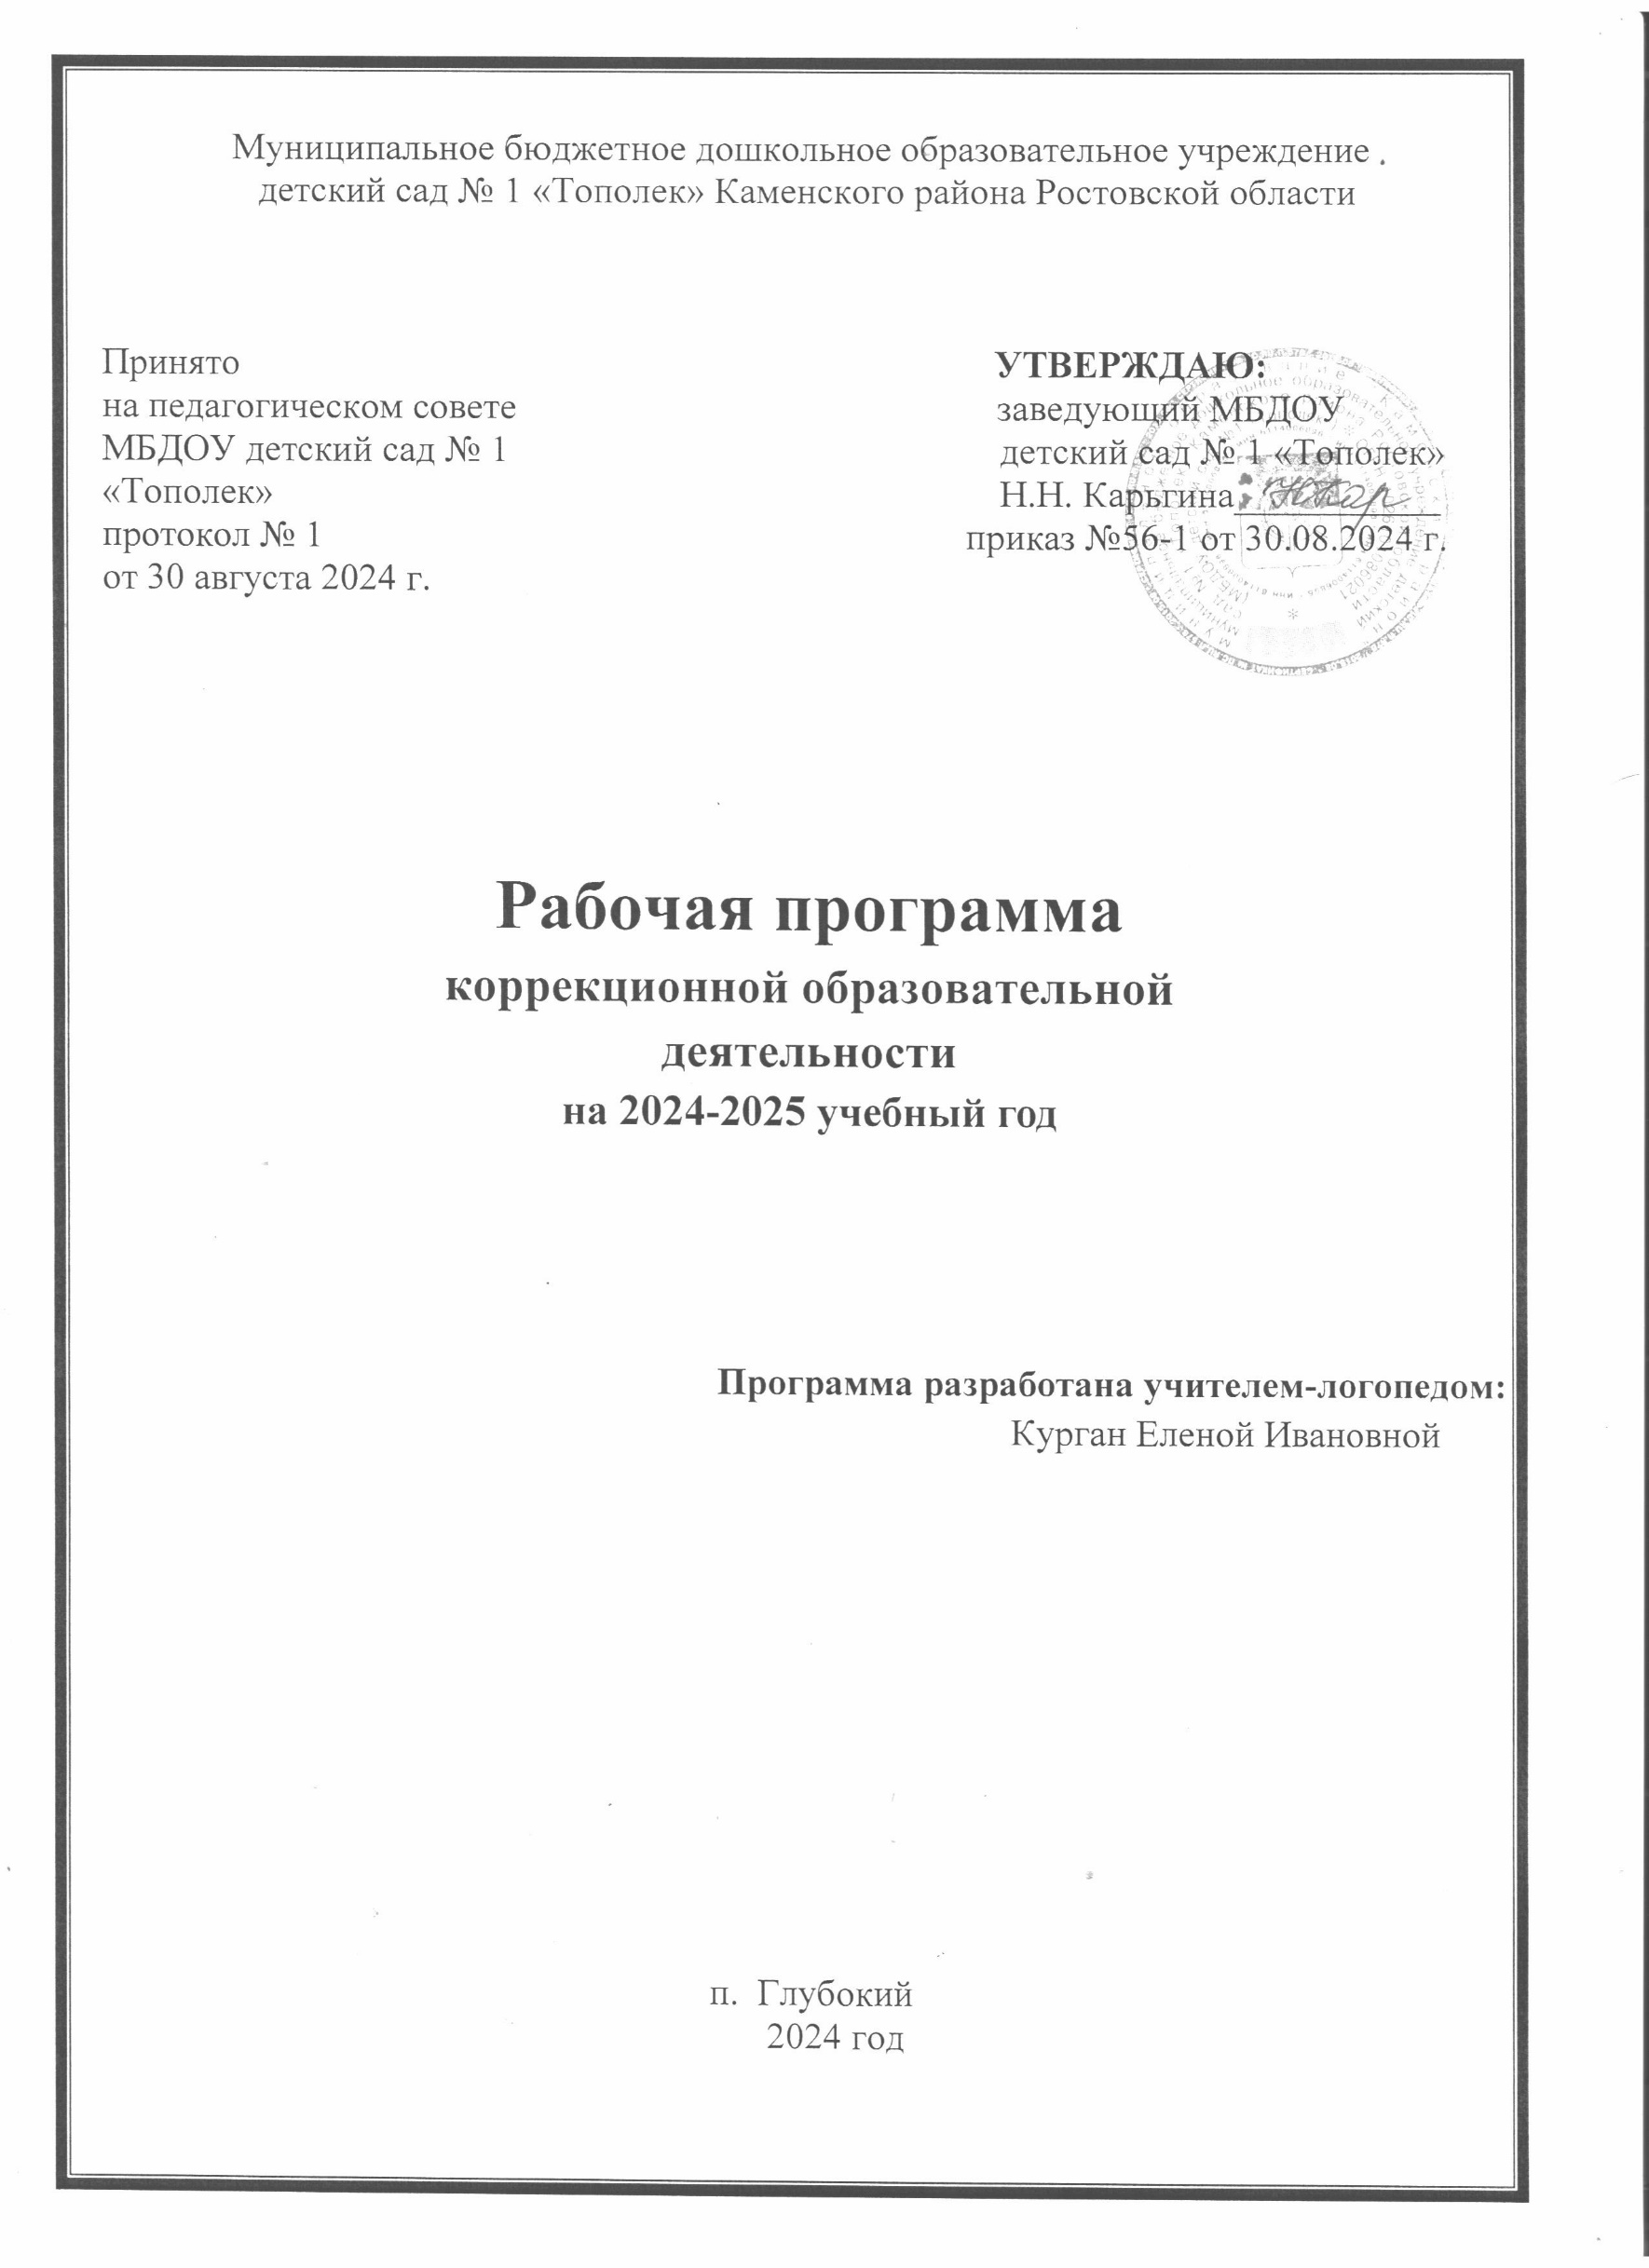 Муниципальное бюджетное дошкольное образовательное учреждение .
детский сад № 1 «Тополек» Каменского района Ростовской области
Принято
на педагогическом совете
МБДОУ детский сад № 1
«Тополек»
протокол № 1
от 30 августа 2024 г.
УТВЕРЖДАЮ:
заведующий МБДОУ
детский сад № 1 «Тополек»
Н.Н. Карыгина
приказ №56-1 от 30.08.2024 г.
Рабочая программа
коррекционной образовательной
деятельности
на 2024-2025 учебный год
Программа разработана учителем-логопедом:
Курган Еленой Ивановной
п. Глубокий
2024 год